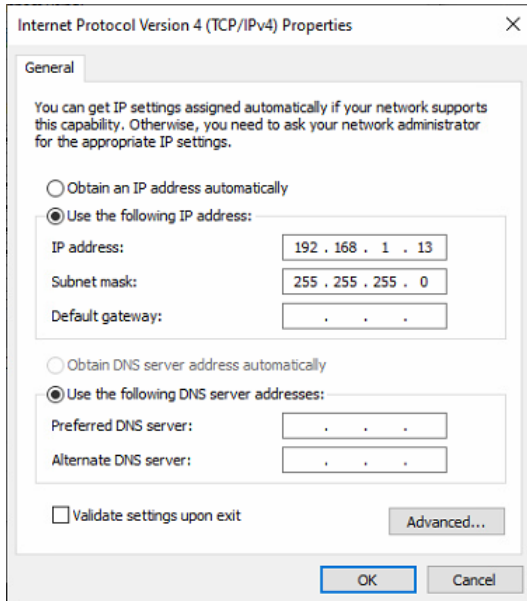 Internet Protocol Version 4 (TCP/IPv4) Properties
General
You can get IP settings assigned automatically if your network supports
this capability. Otherwise, you need to ask your network administrator
for the appropriate IP settings.
Obtain an IP address automatically
Use the following IP address:
IP address: 192 . 168 . 1 . 13
Subnet mask: 255 . 255 . 255 . 0
Default gateway: . . .
Obtain DNS server address automatically
Use the following DNS server addresses:
Preferred DNS server: . . .
Alternate DNS server: . . .
Validate settings upon exit
Advanced...
OK Cancel